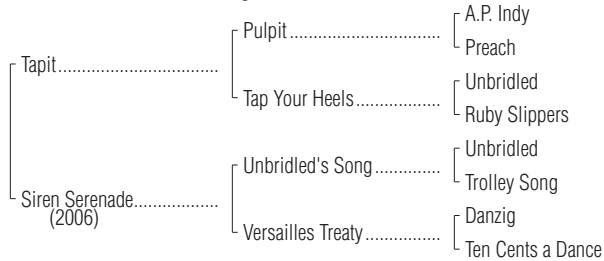 A.P. Indy
Pulpit
Preach
Tapit
Unbridled
Tap Your Heels
Ruby Slippers
Unbridled
Unbridled's Song
Trolley Song
Siren Serenade
(2006)
Danzig
Versailles Treaty
Ten Cents a Dance